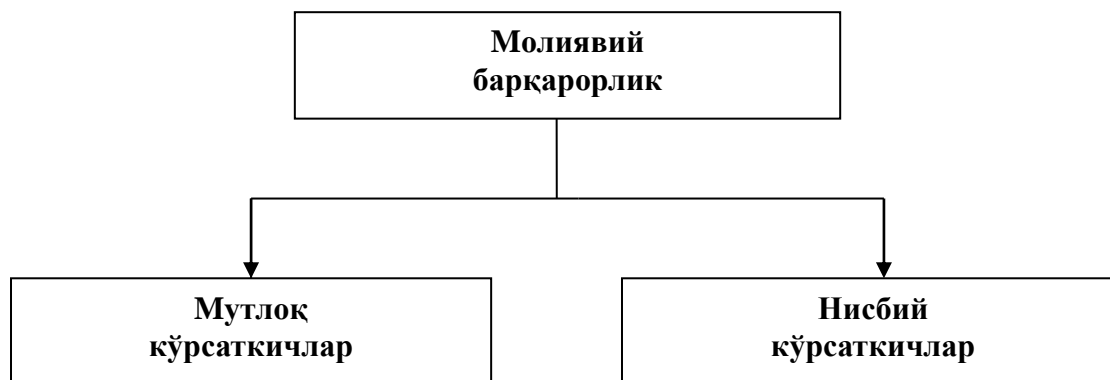 Молиявий
барқарорлик
Мутлоқ
кўрсаткичлар
Нисбий
кўрсаткичлар